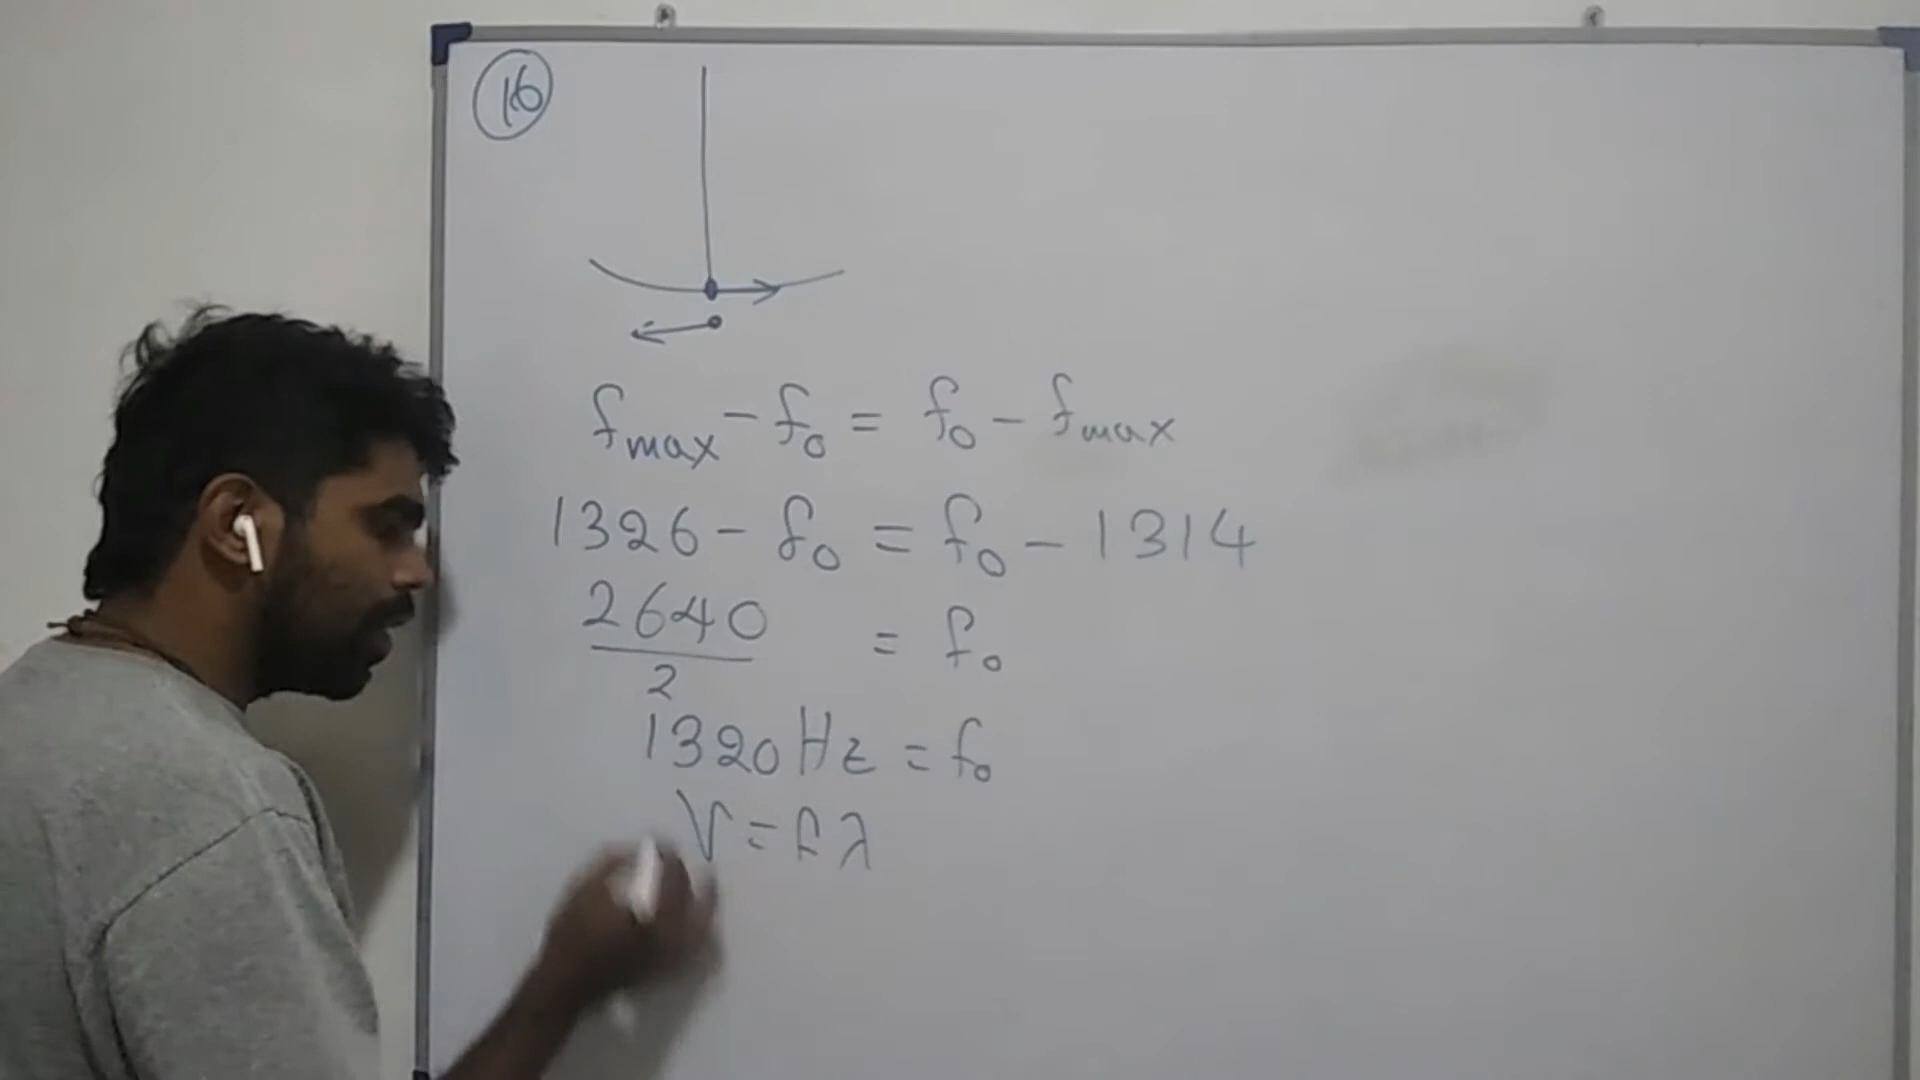 16
fmax - f0 = f0 - fmax
1326 - f0 = f0 - 1314
2640/2 = f0
1320Hz = f0
V = fλ